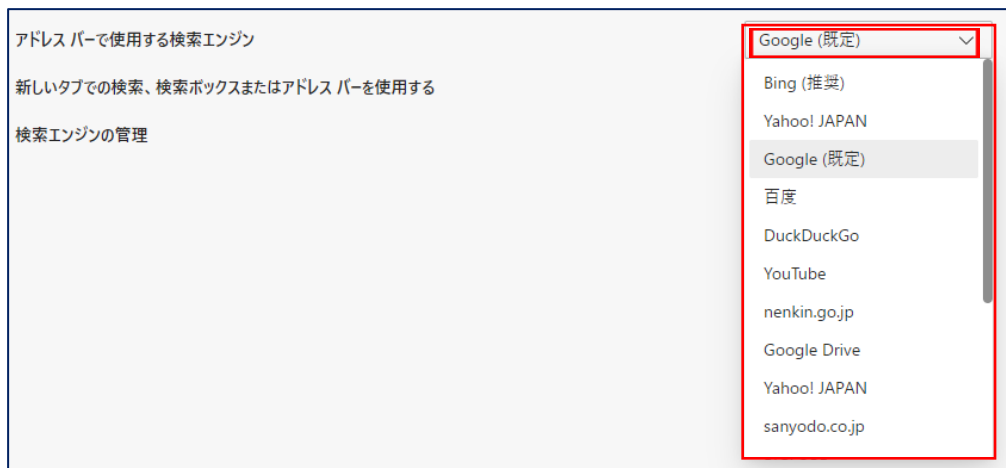 アドレス バーで使用する検索エンジン
Google (既定)
新しいタブでの検索、検索ボックスまたはアドレス バーを使用する
検索エンジンの管理
Bing (推奨)
Yahoo! JAPAN
Google (既定)
百度
DuckDuckGo
YouTube
nenkin.go.jp
Google Drive
Yahoo! JAPAN
sanyodo.co.jp